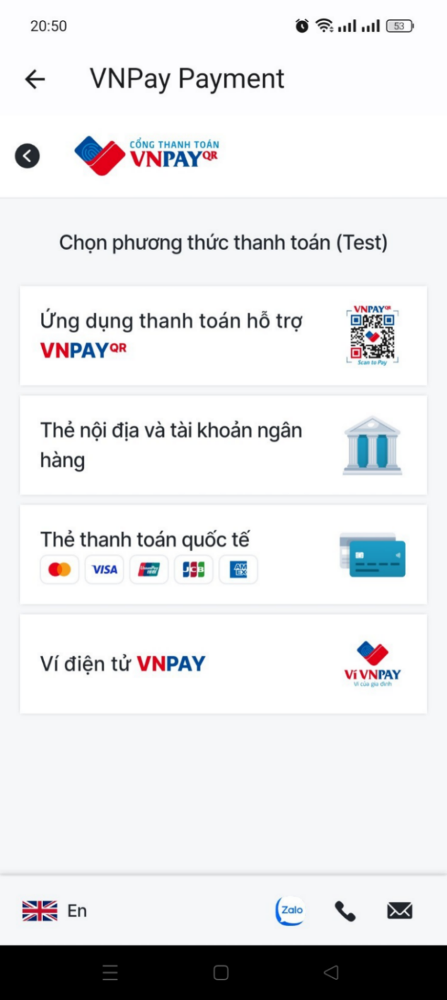 20:50
53
VNPay Payment
CỔNG THANH TOÁN
VNPAYQR
Chọn phương thức thanh toán (Test)
Ứng dụng thanh toán hỗ trợ
VNPAYQR
VNPAYQR
Scan to Pay
Thẻ nội địa và tài khoản ngân
hàng
Thẻ thanh toán quốc tế
VISA
UnionPay
JCB
AM
EX
Ví điện tử VNPAY
Ví VNPAY
Ví của gia đình
En
Zalo